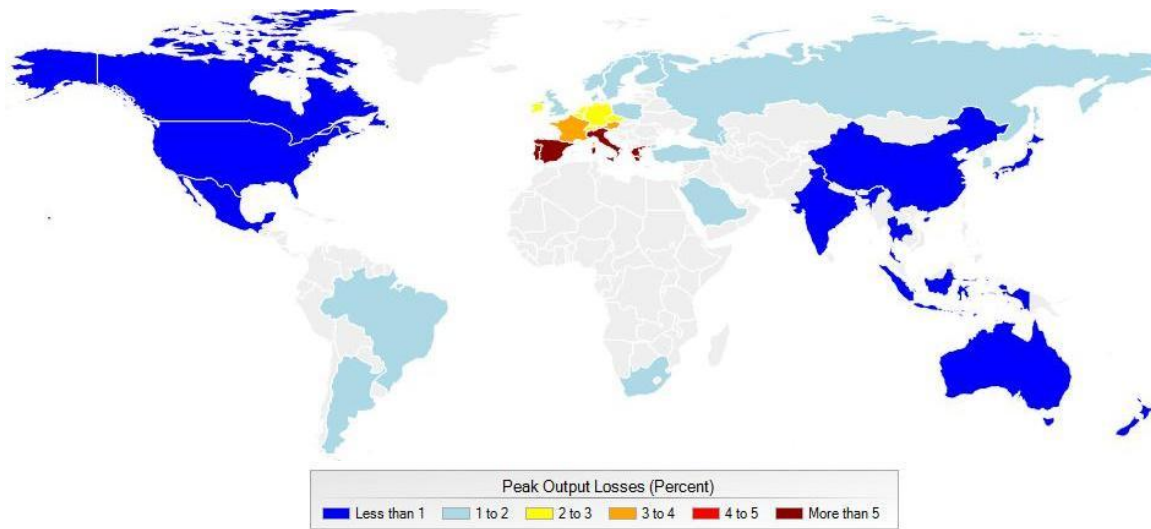 Peak Output Losses (Percent)
Less than 1 1 to 2 2 to 3 3 to 4 4 to 5 More than 5